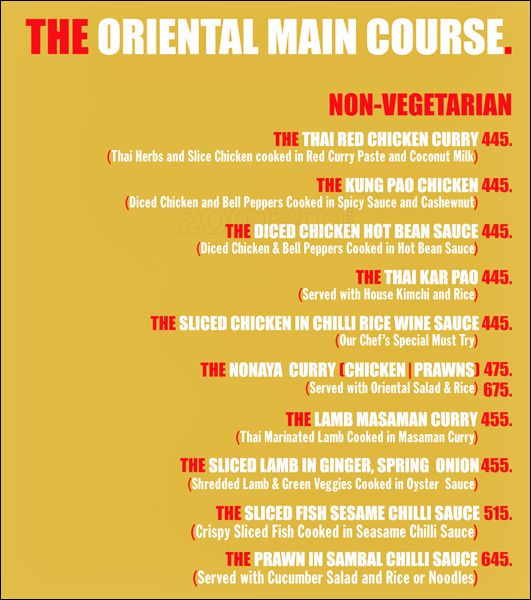 THE ORIENTAL MAIN COURSE.
NON-VEGETARIAN
THE THAI RED CHICKEN CURRY 445.
(Thai Herbs and Slice Chicken cooked in Red Curry Paste and Coconut Milk)
THE KUNG PAO CHICKEN 445.
(Diced Chicken and Bell Peppers Cooked in Spicy Sauce and Cashewnut)
zomato
THE DICED CHICKEN HOT BEAN SAUCE 445.
(Diced Chicken & Bell Peppers Cooked in Hot Bean Sauce)
THE THAI KAR PAO 445.
(Served with House Kimchi and Rice)
THE SLICED CHICKEN IN CHILLI RICE WINE SAUCE 445.
(Our Chef's Special Must Try)
THE NONAYA CURRY (CHICKEN | PRAWNS) 475.
(Served with Oriental Salad & Rice) 675.
THE LAMB MASAMAN CURRY 455.
(Thai Marinated Lamb Cooked in Masaman Curry)
THE SLICED LAMB IN GINGER, SPRING ONION 455.
(Shredded Lamb & Green Veggies Cooked in Oyster Sauce)
THE SLICED FISH SESAME CHILLI SAUCE 515.
(Crispy Sliced Fish Cooked in Seasame Chilli Sauce)
THE PRAWN IN SAMBAL CHILLI SAUCE 645.
(Served with Cucumber Salad and Rice or Noodles)